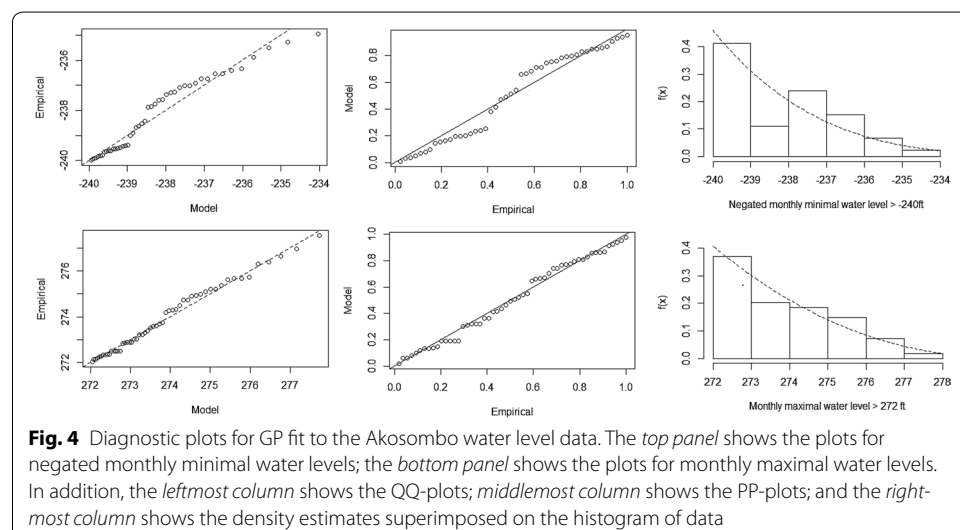 Empirical
-240 -238 -236
-240 -239 -238 -237 -236 -235 -234
Model
Model
0.0 0.2 0.4 0.6 0.8
0.0 0.2 0.4 0.6 0.8 1.0
Empirical
f(x)
0.0 0.1 0.2 0.3 0.4
-240 -239 -238 -237 -236 -235 -234
Negated monthly minimal water level > -240ft
Empirical
272 274 276
272 273 274 275 276 277
Model
Model
0.0 0.2 0.4 0.6 0.8 1.0
0.0 0.2 0.4 0.6 0.8 1.0
Empirical
f(x)
0.0 0.1 0.2 0.3 0.4
272 273 274 275 276 277 278
Monthly maximal water level > 272 ft
Fig. 4 Diagnostic plots for GP fit to the Akosombo water level data. The top panel shows the plots for
negated monthly minimal water levels; the bottom panel shows the plots for monthly maximal water levels.
In addition, the leftmost column shows the QQ-plots; middlemost column shows the PP-plots; and the right-
most column shows the density estimates superimposed on the histogram of data